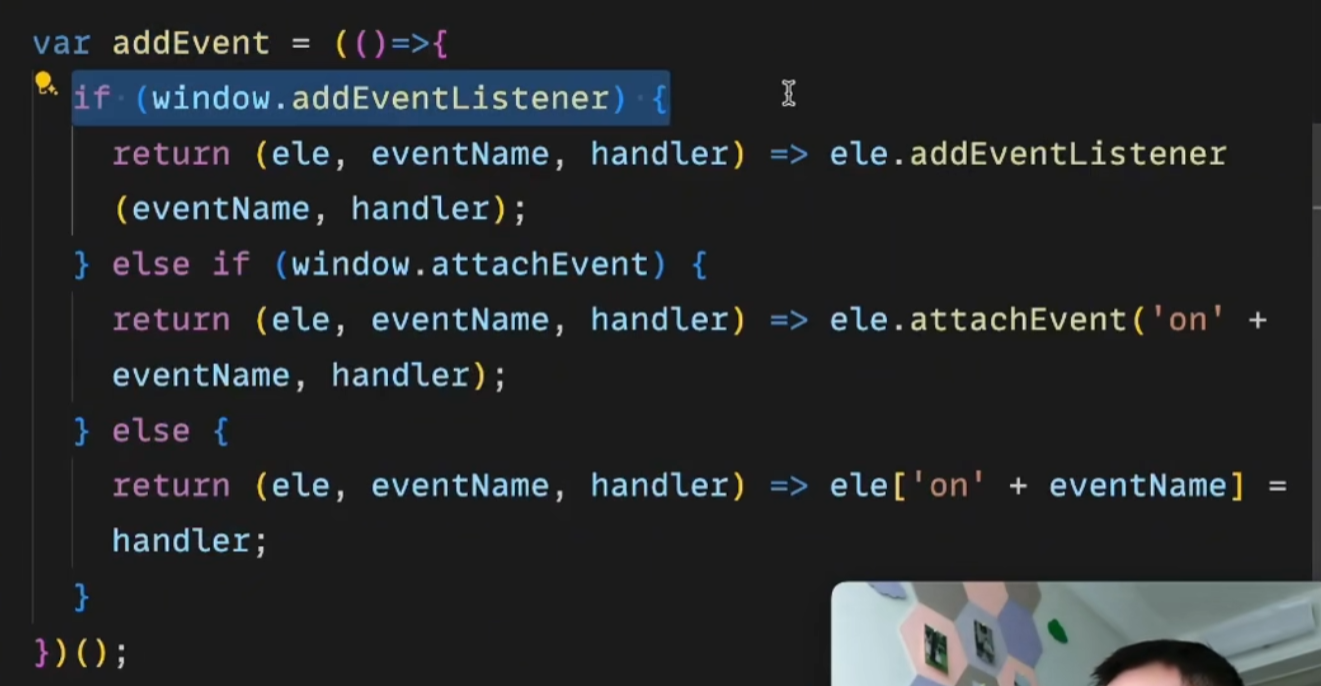 var addEvent = (()=>{
if (window.addEventListener) {
return (ele, eventName, handler) => ele.addEventListener
(eventName, handler);
} else if (window.attachEvent) {
return (ele, eventName, handler) => ele.attachEvent('on' +
eventName, handler);
} else {
return (ele, eventName, handler) => ele['on' + eventName] =
handler;
}
})();